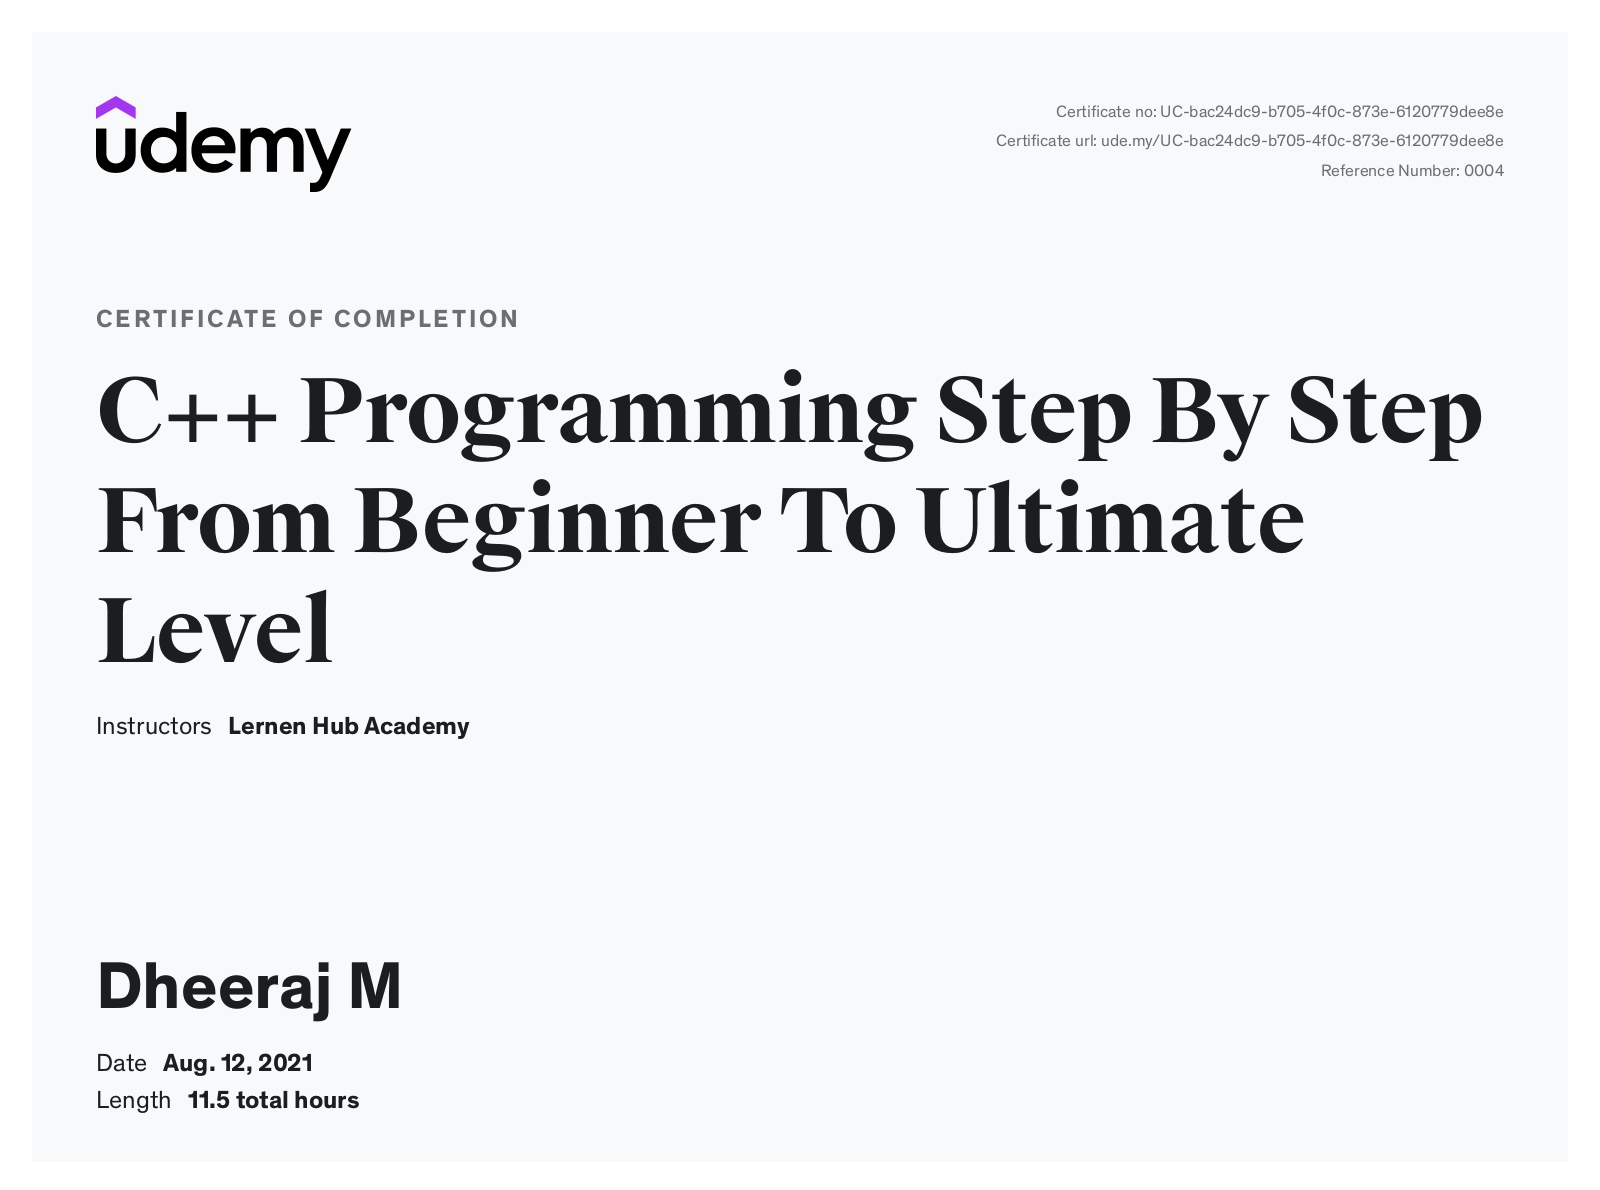 udemy
Certificate no: UC-bac24dc9-b705-4f0c-873e-6120779dee8e
Certificate url: ude.my/UC-bac24dc9-b705-4f0c-873e-6120779dee8e
Reference Number: 0004
CERTIFICATE OF COMPLETION
C++ Programming Step By Step
From Beginner To Ultimate
Level
Instructors Lernen Hub Academy
Dheeraj M
Date Aug. 12, 2021
Length 11.5 total hours